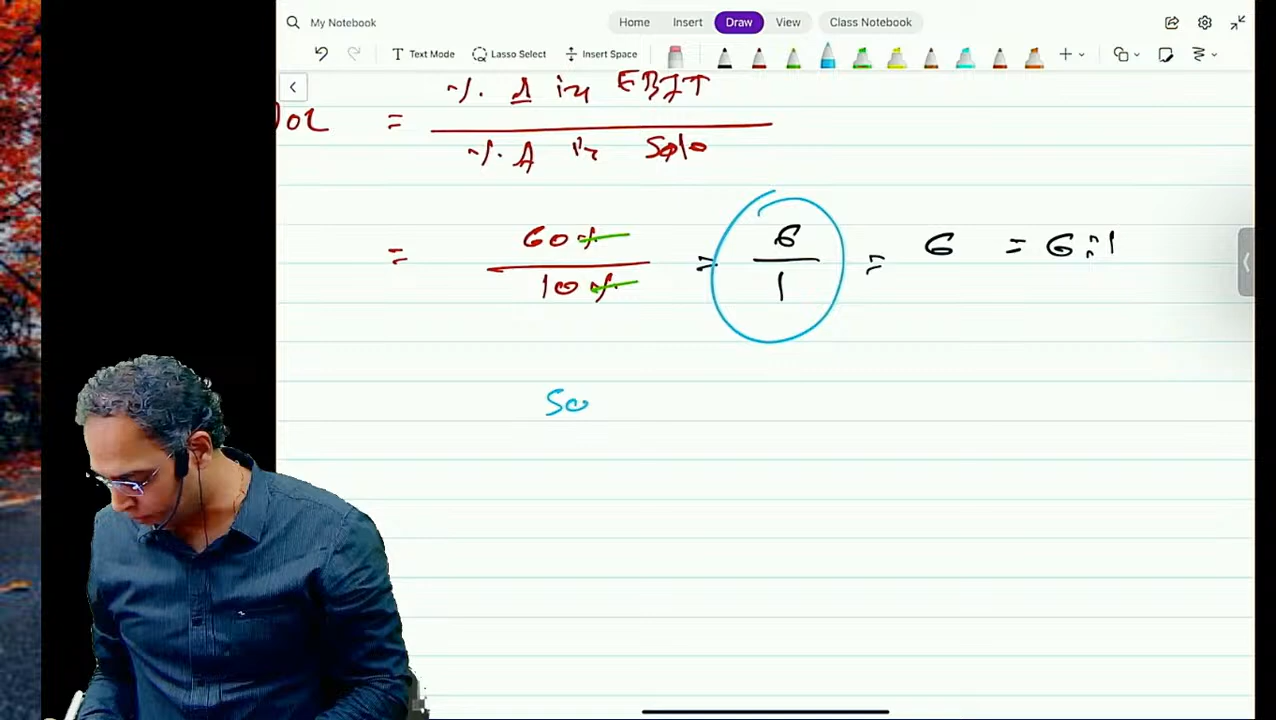 My Notebook
Home Insert Draw View Class Notebook
T Text Mode Lasso Select Insert Space
% Δ in EBIT
DOL =
% Δ in Sale
= 60% / 10% = 6 / 1 = 6 = 6:1
So